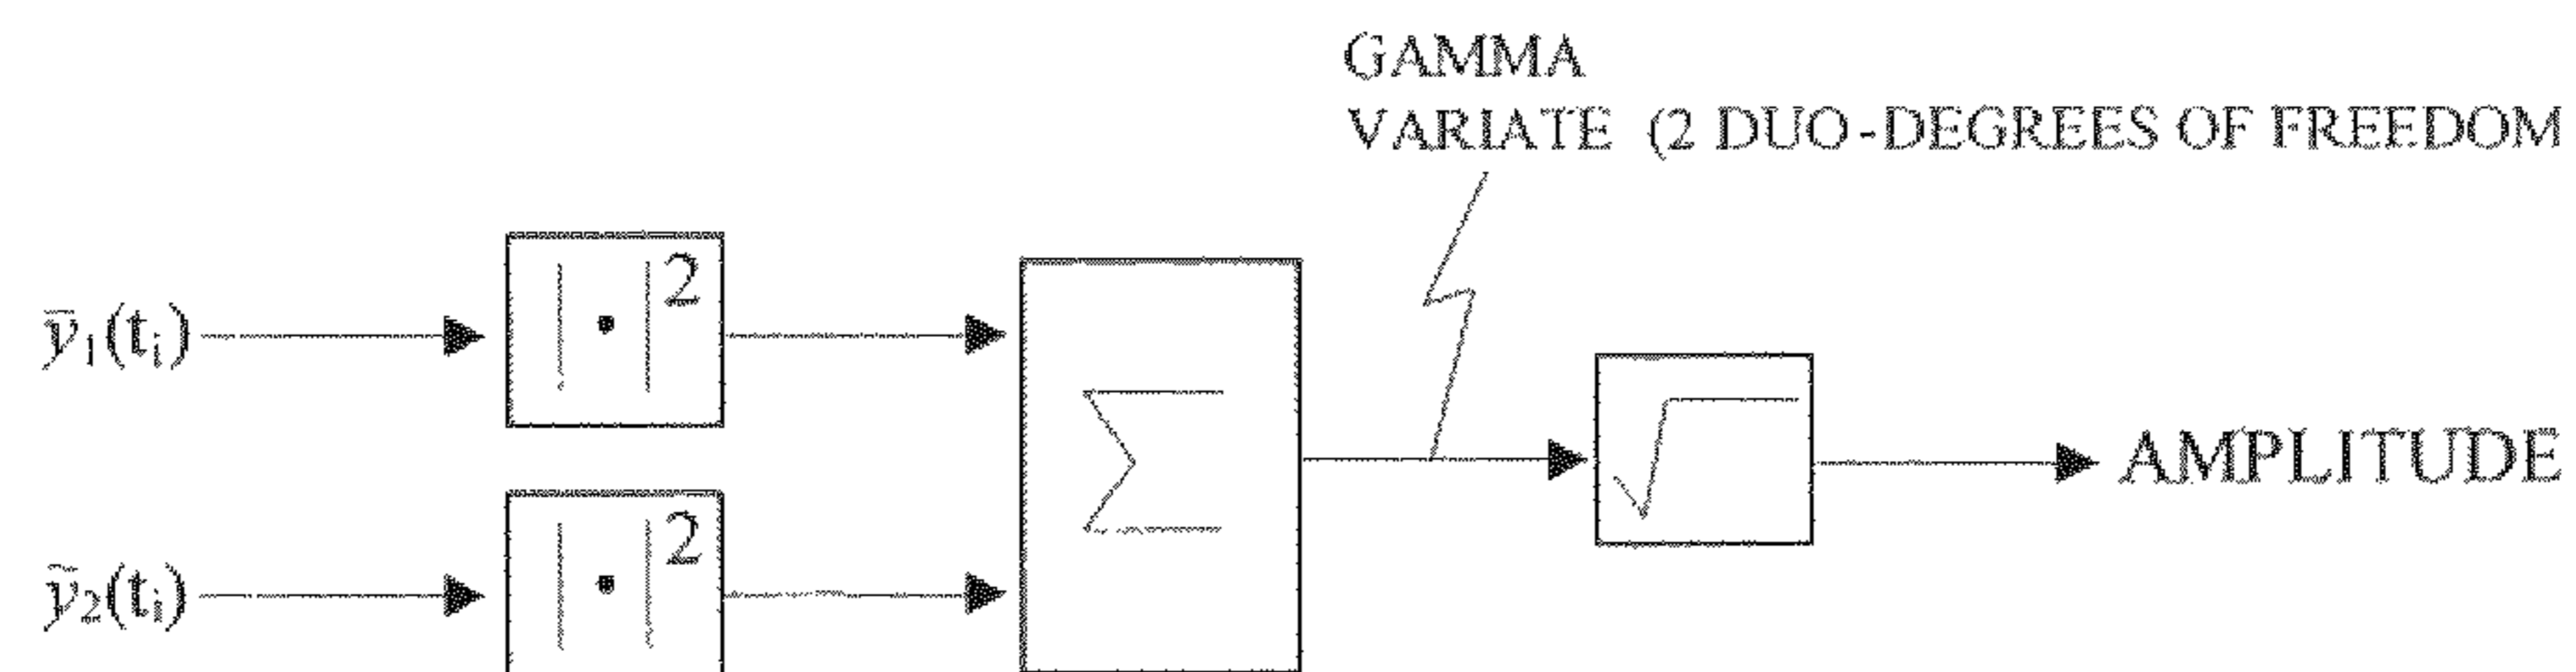 GAMMA
VARIATE (2 DUO-DEGREES OF FREEDOM
| • |²
ȳ₁(tᵢ)
Σ
√
AMPLITUDE
| • |²
ȳ₂(tᵢ)